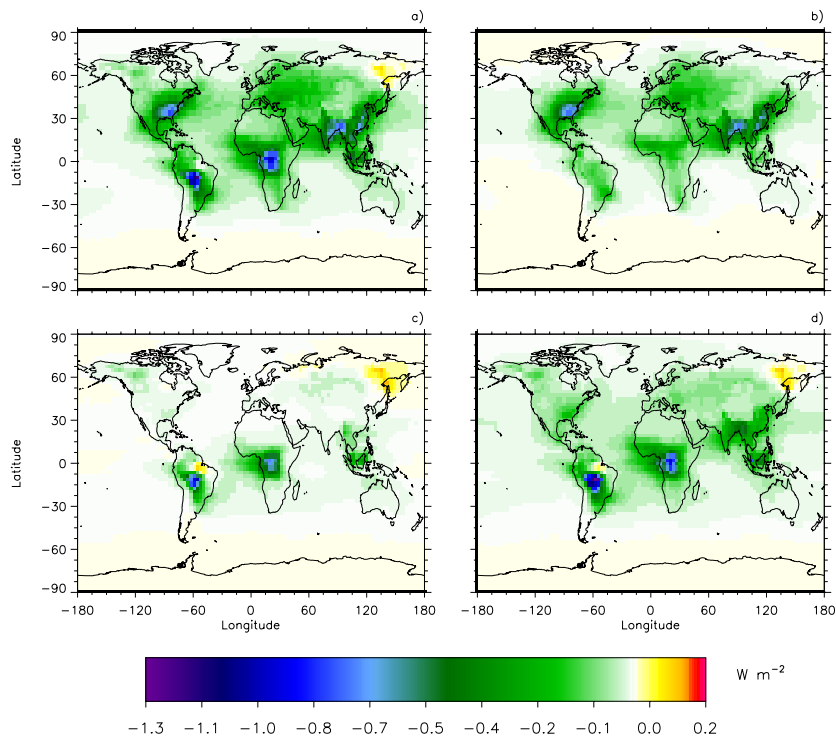 a)
b)
90
60
30
0
−30
−60
−90
Latitude
c)
d)
90
60
30
0
−30
−60
−90
Latitude
−180 −120 −60 0 60 120 180
−180 −120 −60 0 60 120 180
Longitude
Longitude
W m−2
−1.3 −1.1 −1.0 −0.8 −0.7 −0.5 −0.4 −0.2 −0.1 0.0 0.2